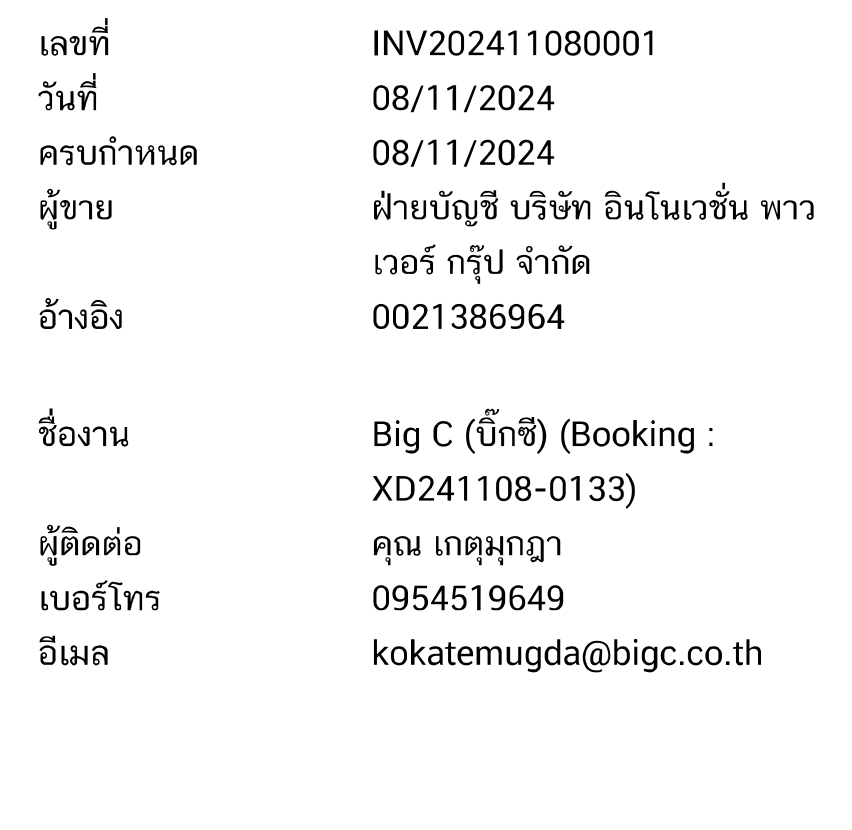 เลขที่ INV202411080001
วันที่ 08/11/2024
ครบกำหนด 08/11/2024
ผู้ขาย ฝ่ายบัญชี บริษัท อินโนเวชั่น พาว
เวอร์ กรุ๊ป จำกัด
อ้างอิง 0021386964
ชื่องาน Big C (บิ๊กซี) (Booking :
XD241108-0133)
ผู้ติดต่อ คุณ เกตุมุกฎา
เบอร์โทร 0954519649
อีเมล kokatemugda@bigc.co.th